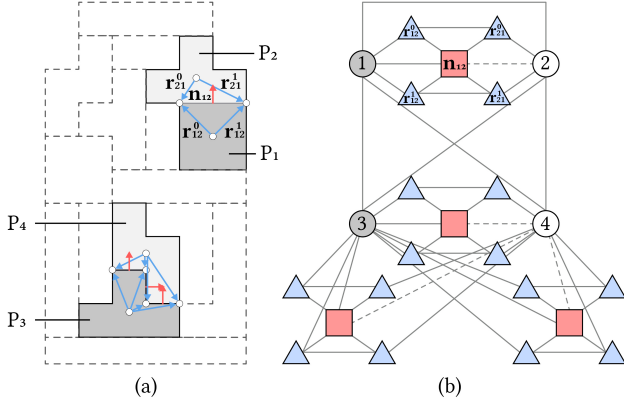 P₂
r⁰₂₁ r¹₂₁
n₁₂
r⁰₁₂ r¹₁₂
P₁
P₄
P₃
(a)
r⁰₁₂ r⁰₂₁
1 n₁₂ 2
r¹₁₂ r¹₂₁
3 4
(b)